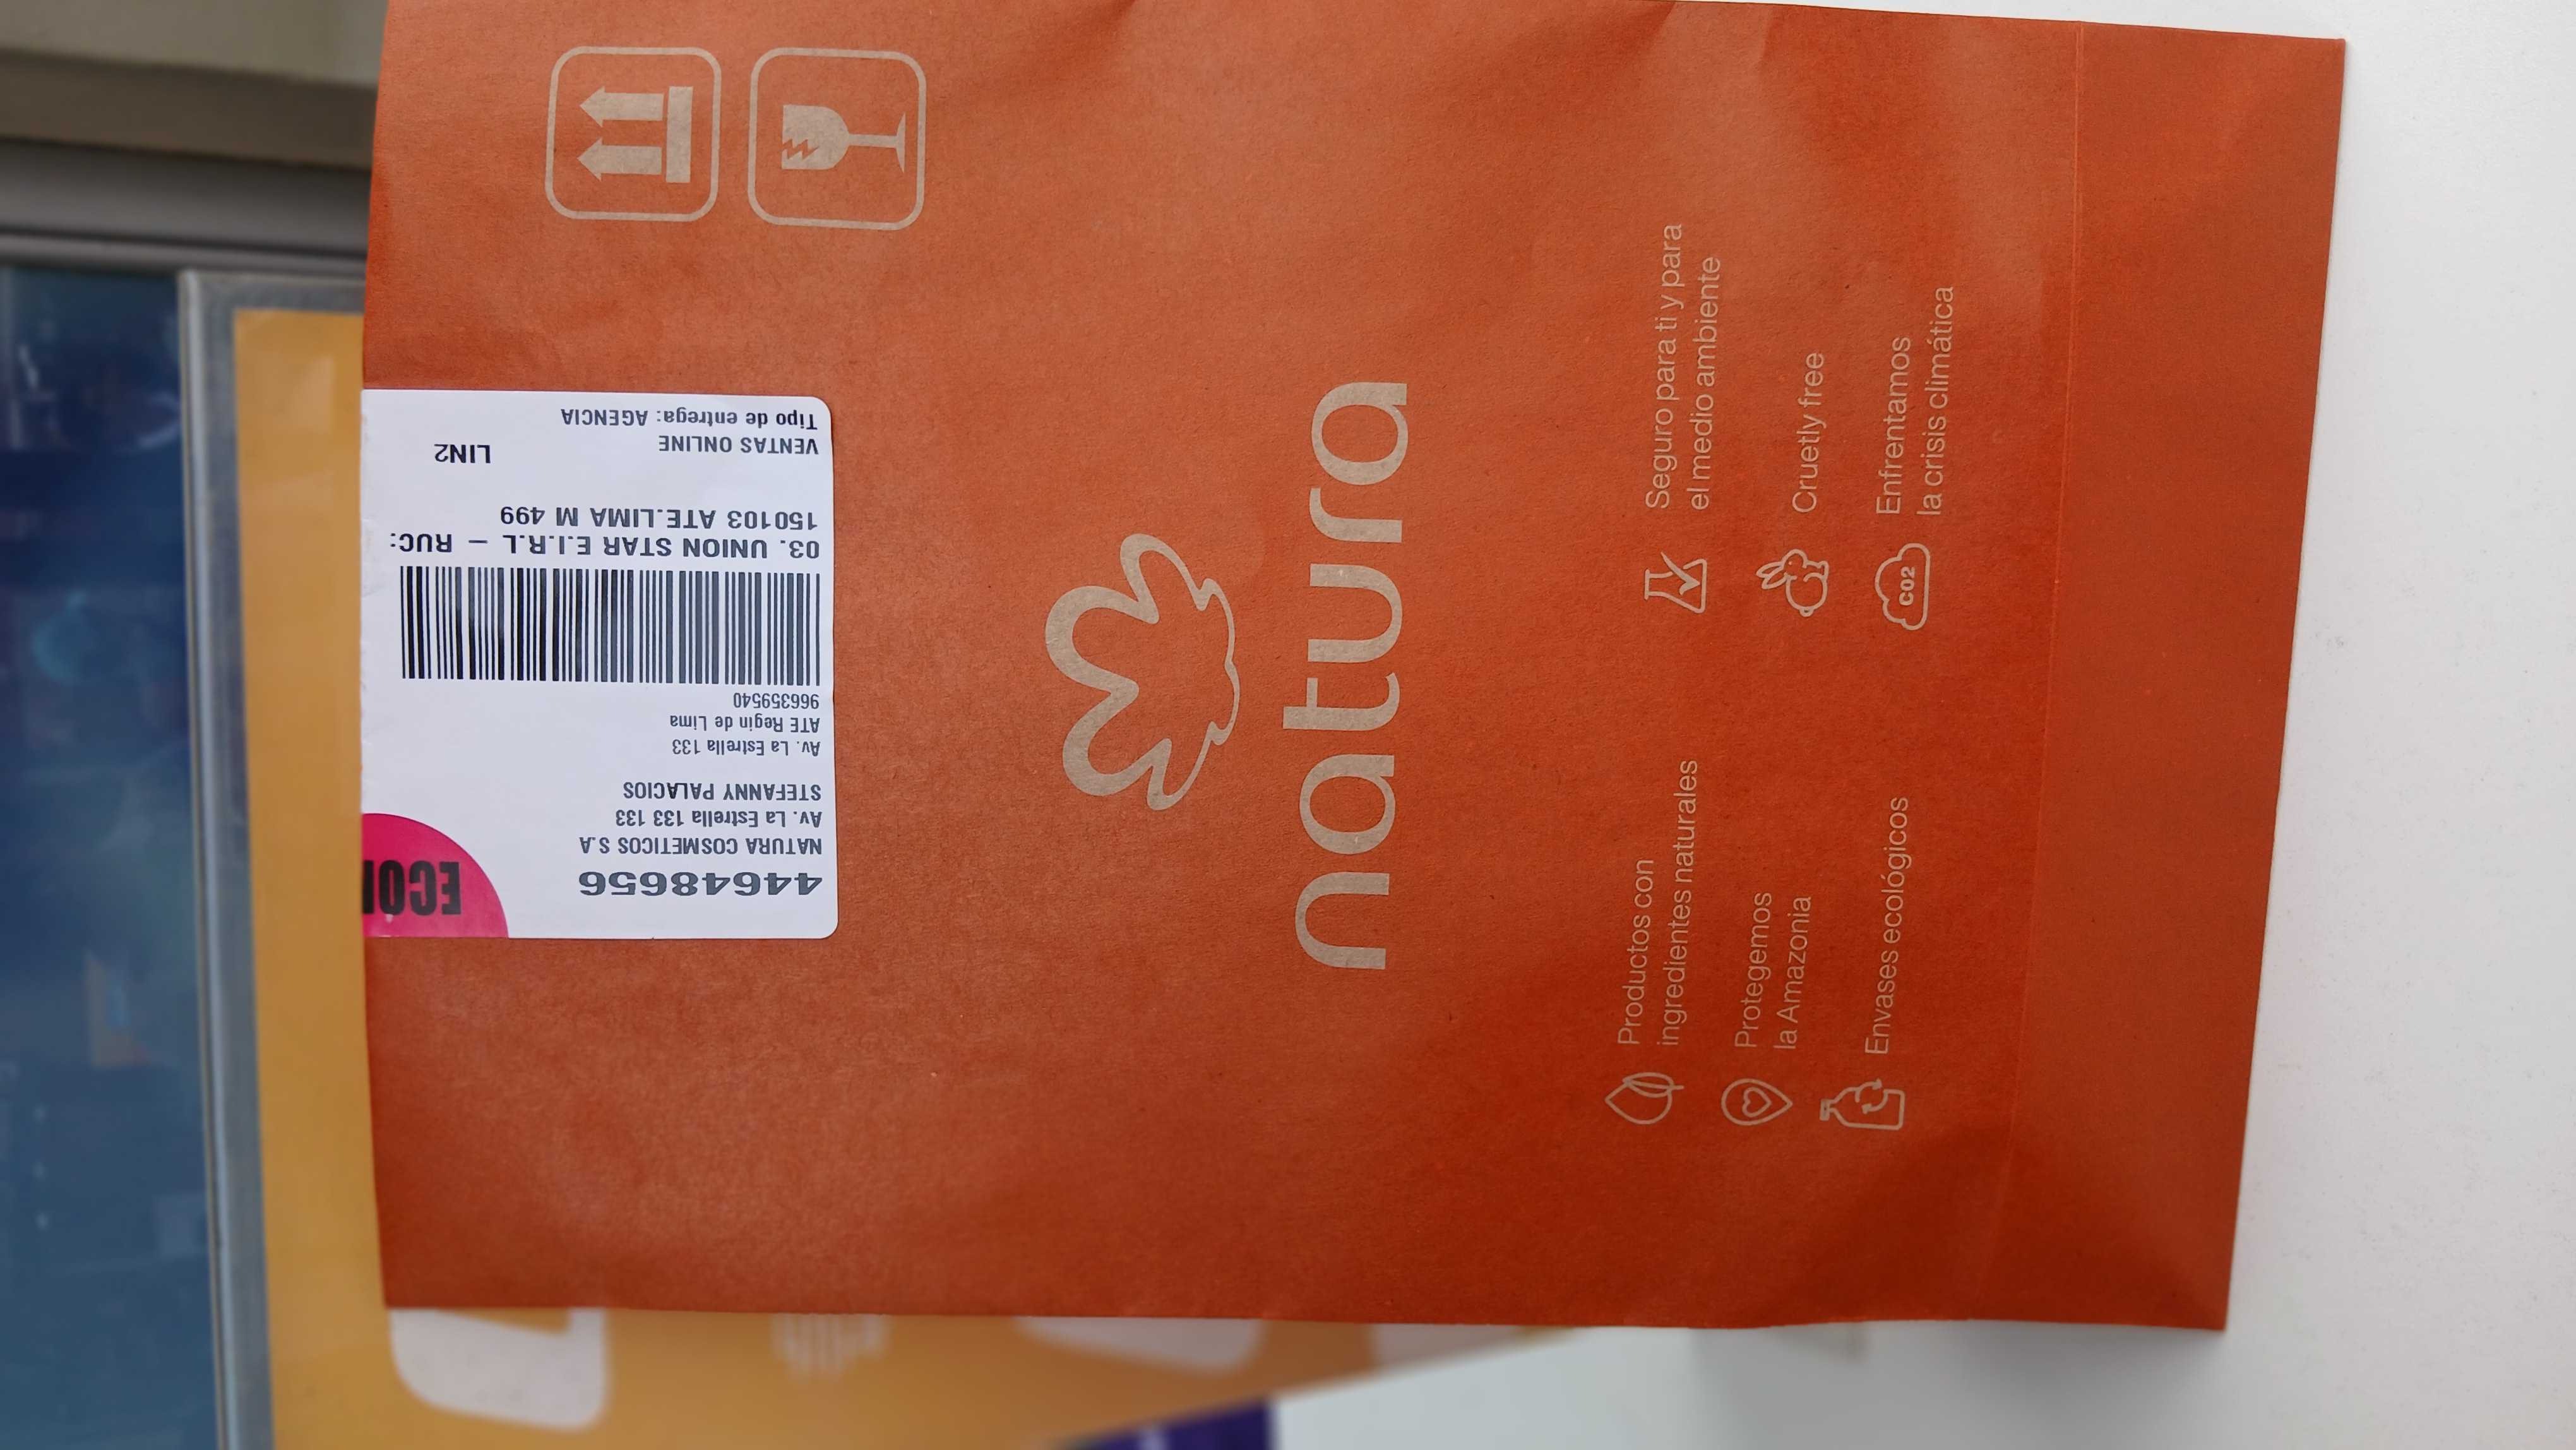 44648656
NATURA COSMETICOS S.A
Av. La Estrella 133 133
STEFANNY PALACIOS
Av. La Estrella 133
ATE Regin de Lima
966359540
03. UNION STAR E.I.R.L - RUC:
150103 ATE.LIMA M 499
LIN2
VENTAS ONLINE
Tipo de entrega: AGENCIA
natura
Productos con
ingredientes naturales
Protegemos
la Amazonia
Envases ecológicos
Seguro para ti y para
el medio ambiente
Cruetly free
CO2
Enfrentamos
la crisis climática